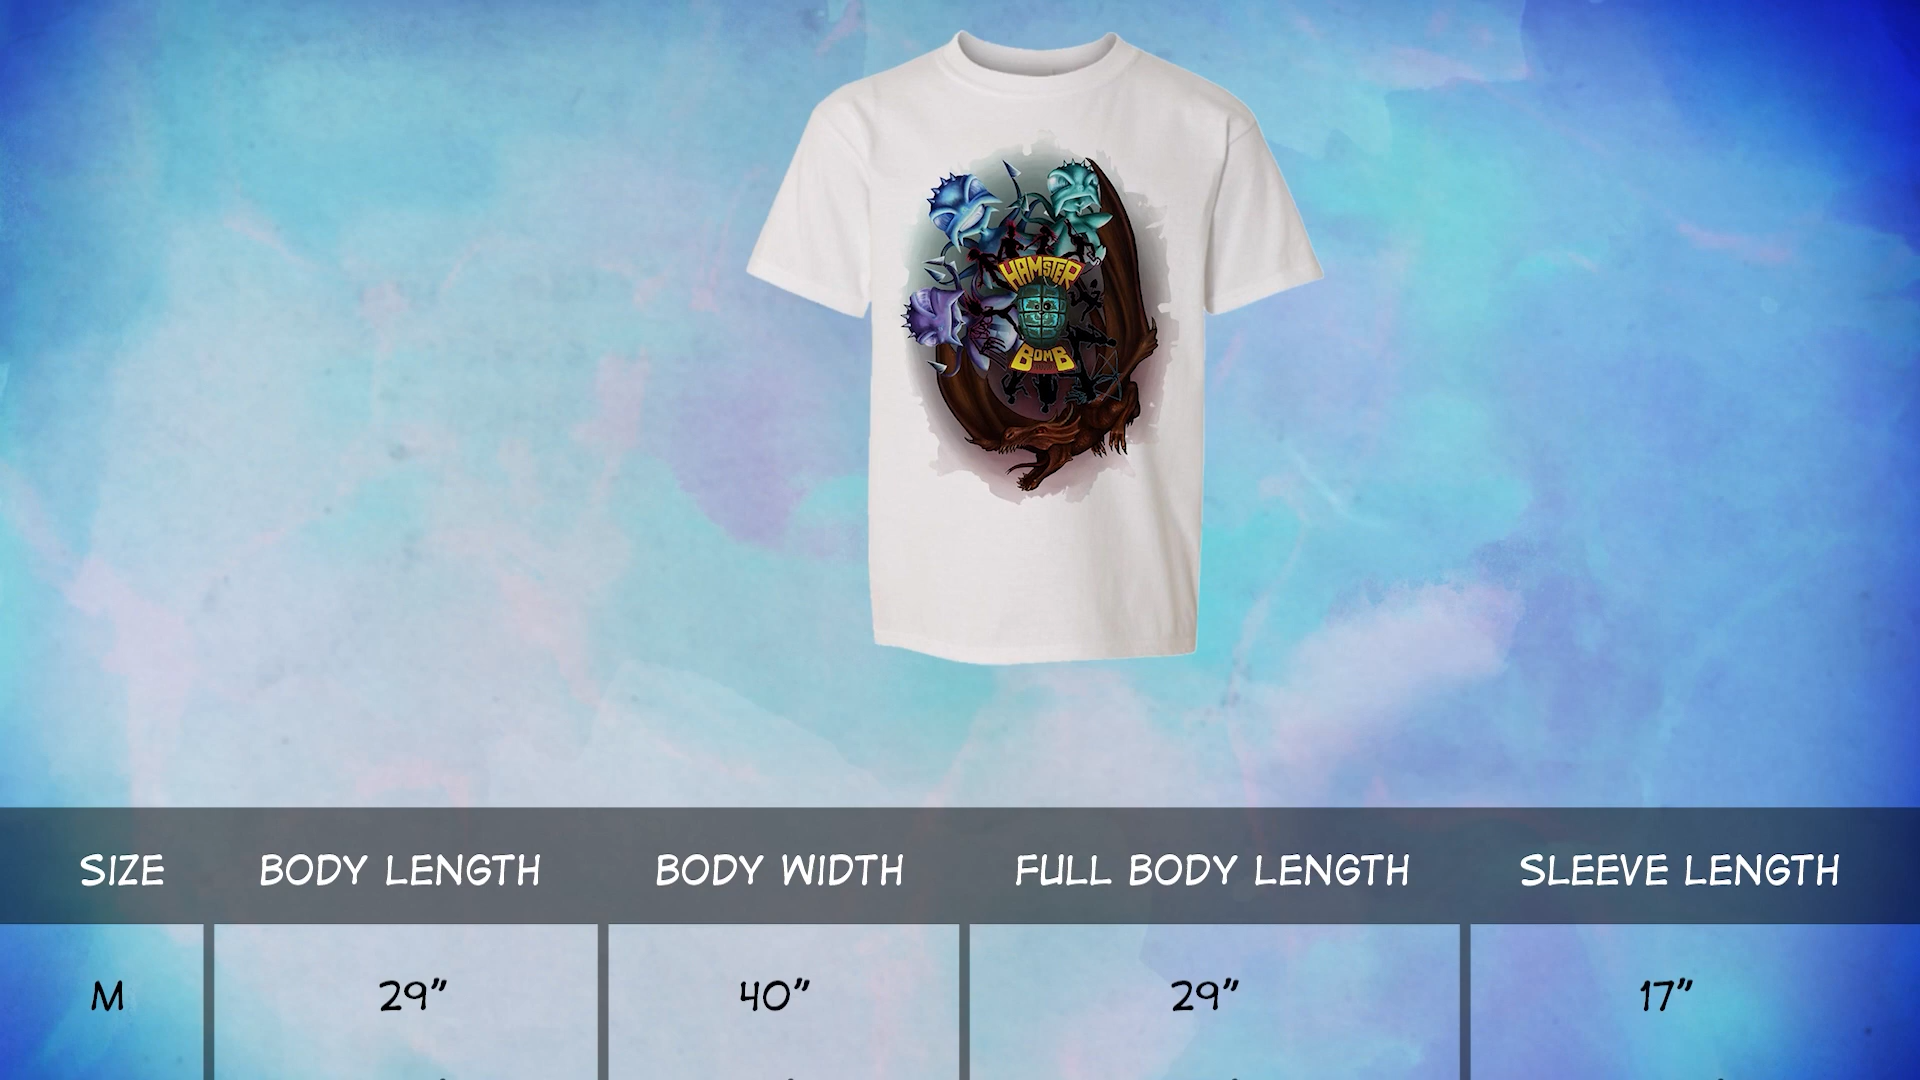 HAMSTER
BOMB
SIZE BODY LENGTH BODY WIDTH FULL BODY LENGTH SLEEVE LENGTH
M 29” 40” 29” 17”